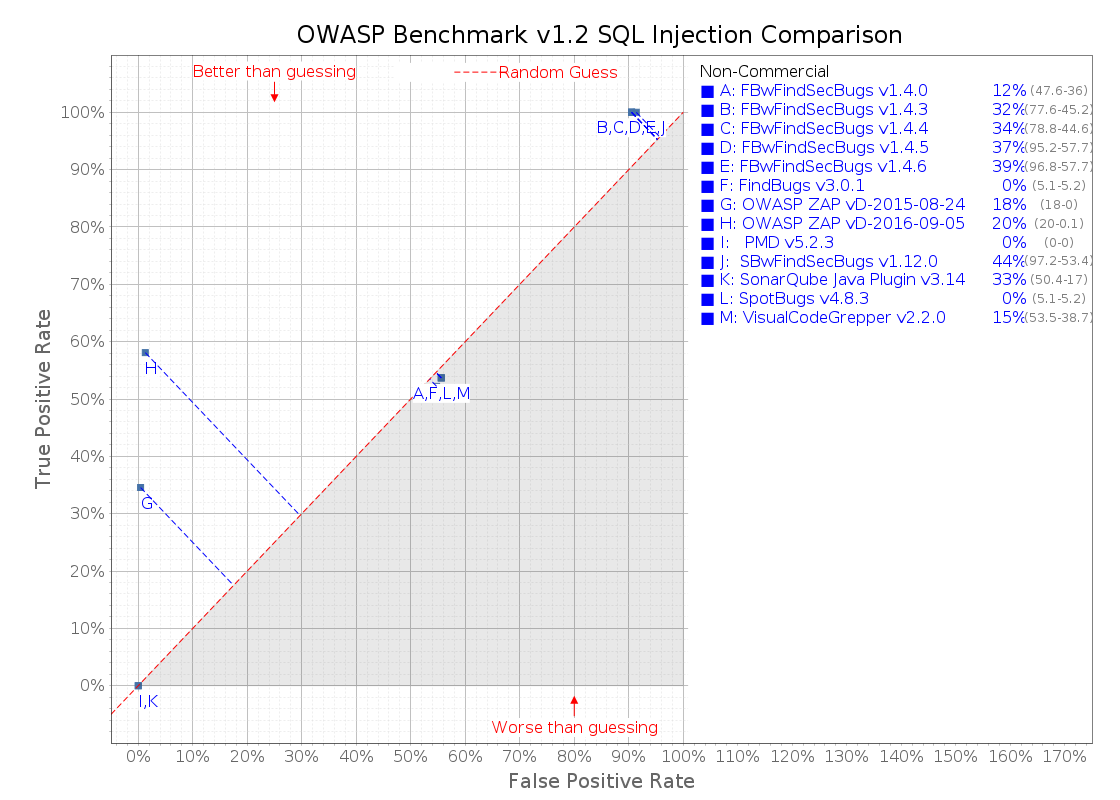 OWASP Benchmark v1.2 SQL Injection Comparison
Better than guessing
Random Guess
Non-Commercial
A: FBwFindSecBugs v1.4.0 12% (47.6-36)
B: FBwFindSecBugs v1.4.3 32% (77.6-45.2)
C: FBwFindSecBugs v1.4.4 34% (78.8-44.6)
D: FBwFindSecBugs v1.4.5 37% (95.2-57.7)
E: FBwFindSecBugs v1.4.6 39% (96.8-57.7)
F: FindBugs v3.0.1 0% (5.1-5.2)
G: OWASP ZAP vD-2015-08-24 18% (18-0)
H: OWASP ZAP vD-2016-09-05 20% (20-0.1)
I: PMD v5.2.3 0% (0-0)
J: SBwFindSecBugs v1.12.0 44% (97.2-53.4)
K: SonarQube Java Plugin v3.14 33% (50.4-17)
L: SpotBugs v4.8.3 0% (5.1-5.2)
M: VisualCodeGrepper v2.2.0 15% (53.5-38.7)
100%
B,C,D,E,J
90%
80%
70%
60%
H
50%
A,F,L,M
40%
30%
G
20%
10%
0%
I,K
True Positive Rate
Worse than guessing
0% 10% 20% 30% 40% 50% 60% 70% 80% 90% 100% 110% 120% 130% 140% 150% 160% 170%
False Positive Rate